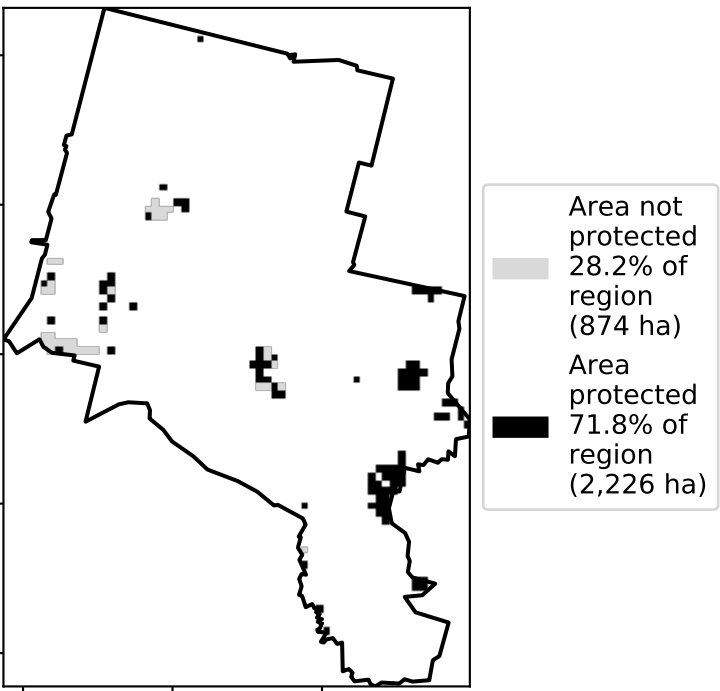 Area not
protected
28.2% of
region
(874 ha)
Area
protected
71.8% of
region
(2,226 ha)